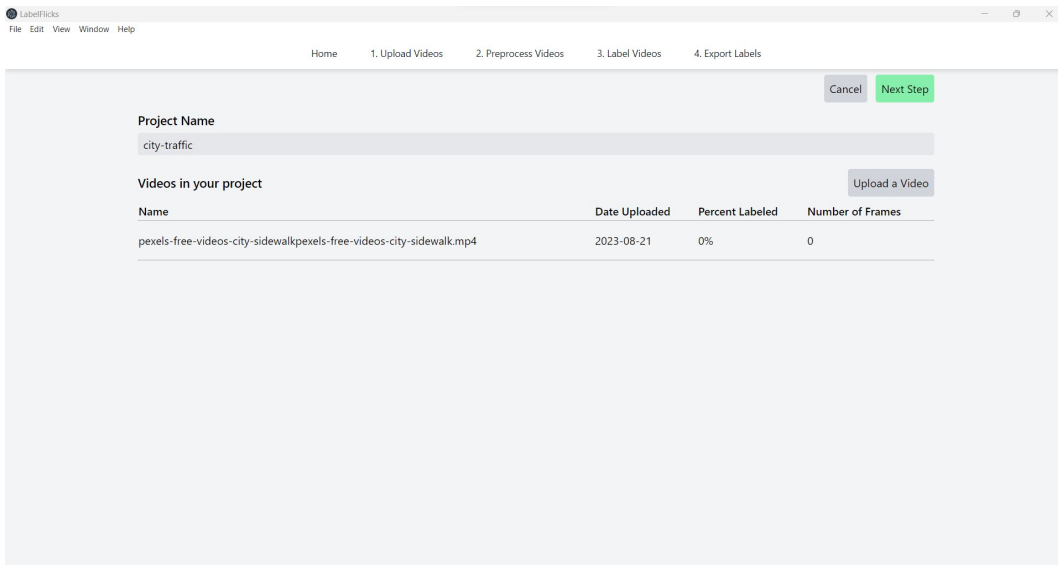 LabelFlicks
File Edit View Window Help
Home 1. Upload Videos 2. Preprocess Videos 3. Label Videos 4. Export Labels
Cancel Next Step
Project Name
city-traffic
Videos in your project Upload a Video
Name Date Uploaded Percent Labeled Number of Frames
pexels-free-videos-city-sidewalkpexels-free-videos-city-sidewalk.mp4 2023-08-21 0% 0